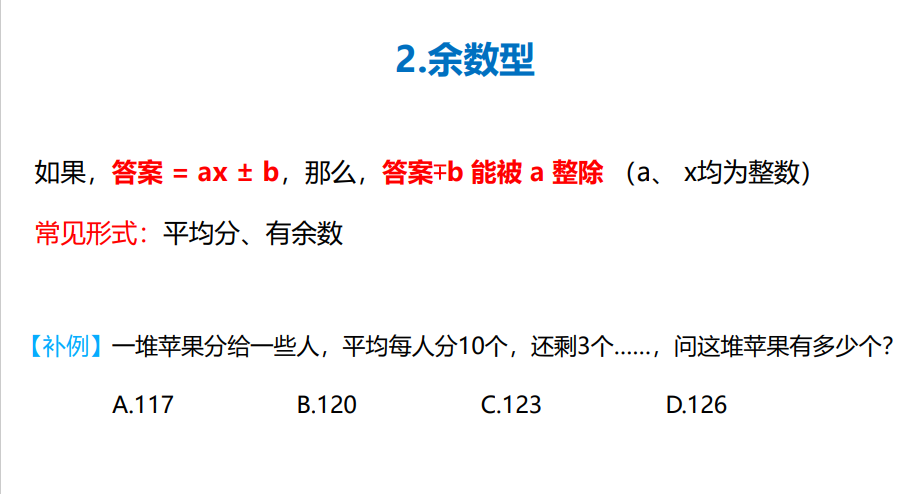 2.余数型
如果，答案 = ax ± b，那么，答案∓b 能被 a 整除 （a、 x均为整数）
常见形式：平均分、有余数
【补例】一堆苹果分给一些人，平均每人分10个，还剩3个……，问这堆苹果有多少个？
A.117 B.120 C.123 D.126